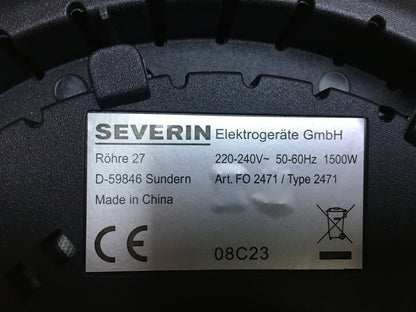 SEVERIN Elektrogeräte GmbH
Röhre 27 220-240V~ 50-60Hz 1500W
D-59846 Sundern Art. FO 2471 / Type 2471
Made in China
CE 08C23